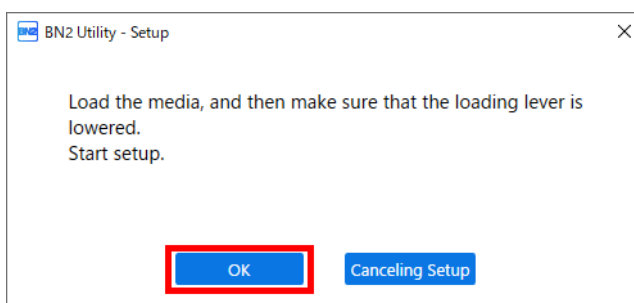 BN2 BN2 Utility - Setup
Load the media, and then make sure that the loading lever is
lowered.
Start setup.
OK Canceling Setup